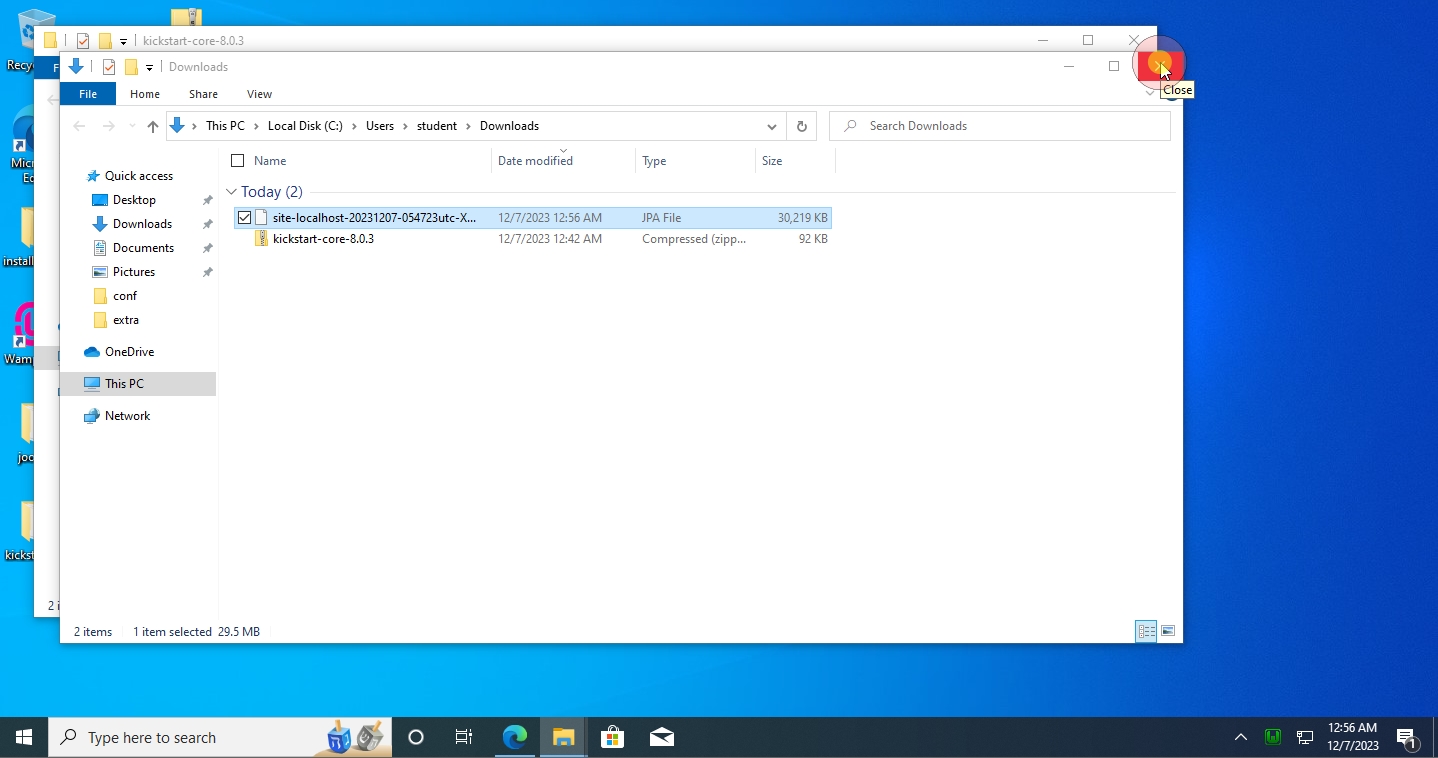 kickstart-core-8.0.3
Downloads
Close
File
Home
Share
View
This PC
Local Disk (C:)
Users
student
Downloads
Search Downloads
Name
Date modified
Type
Size
Quick access
Desktop
Downloads
Documents
Pictures
conf
extra
OneDrive
This PC
Network
Today (2)
site-localhost-20231207-054723utc-X...
12/7/2023 12:56 AM
JPA File
30,219 KB
kickstart-core-8.0.3
12/7/2023 12:42 AM
Compressed (zipp...
92 KB
Recy
F
Mic
Ed
install
Wam
joo
kickst
2 i
2 items
1 item selected 29.5 MB
Type here to search
12:56 AM
12/7/2023
1